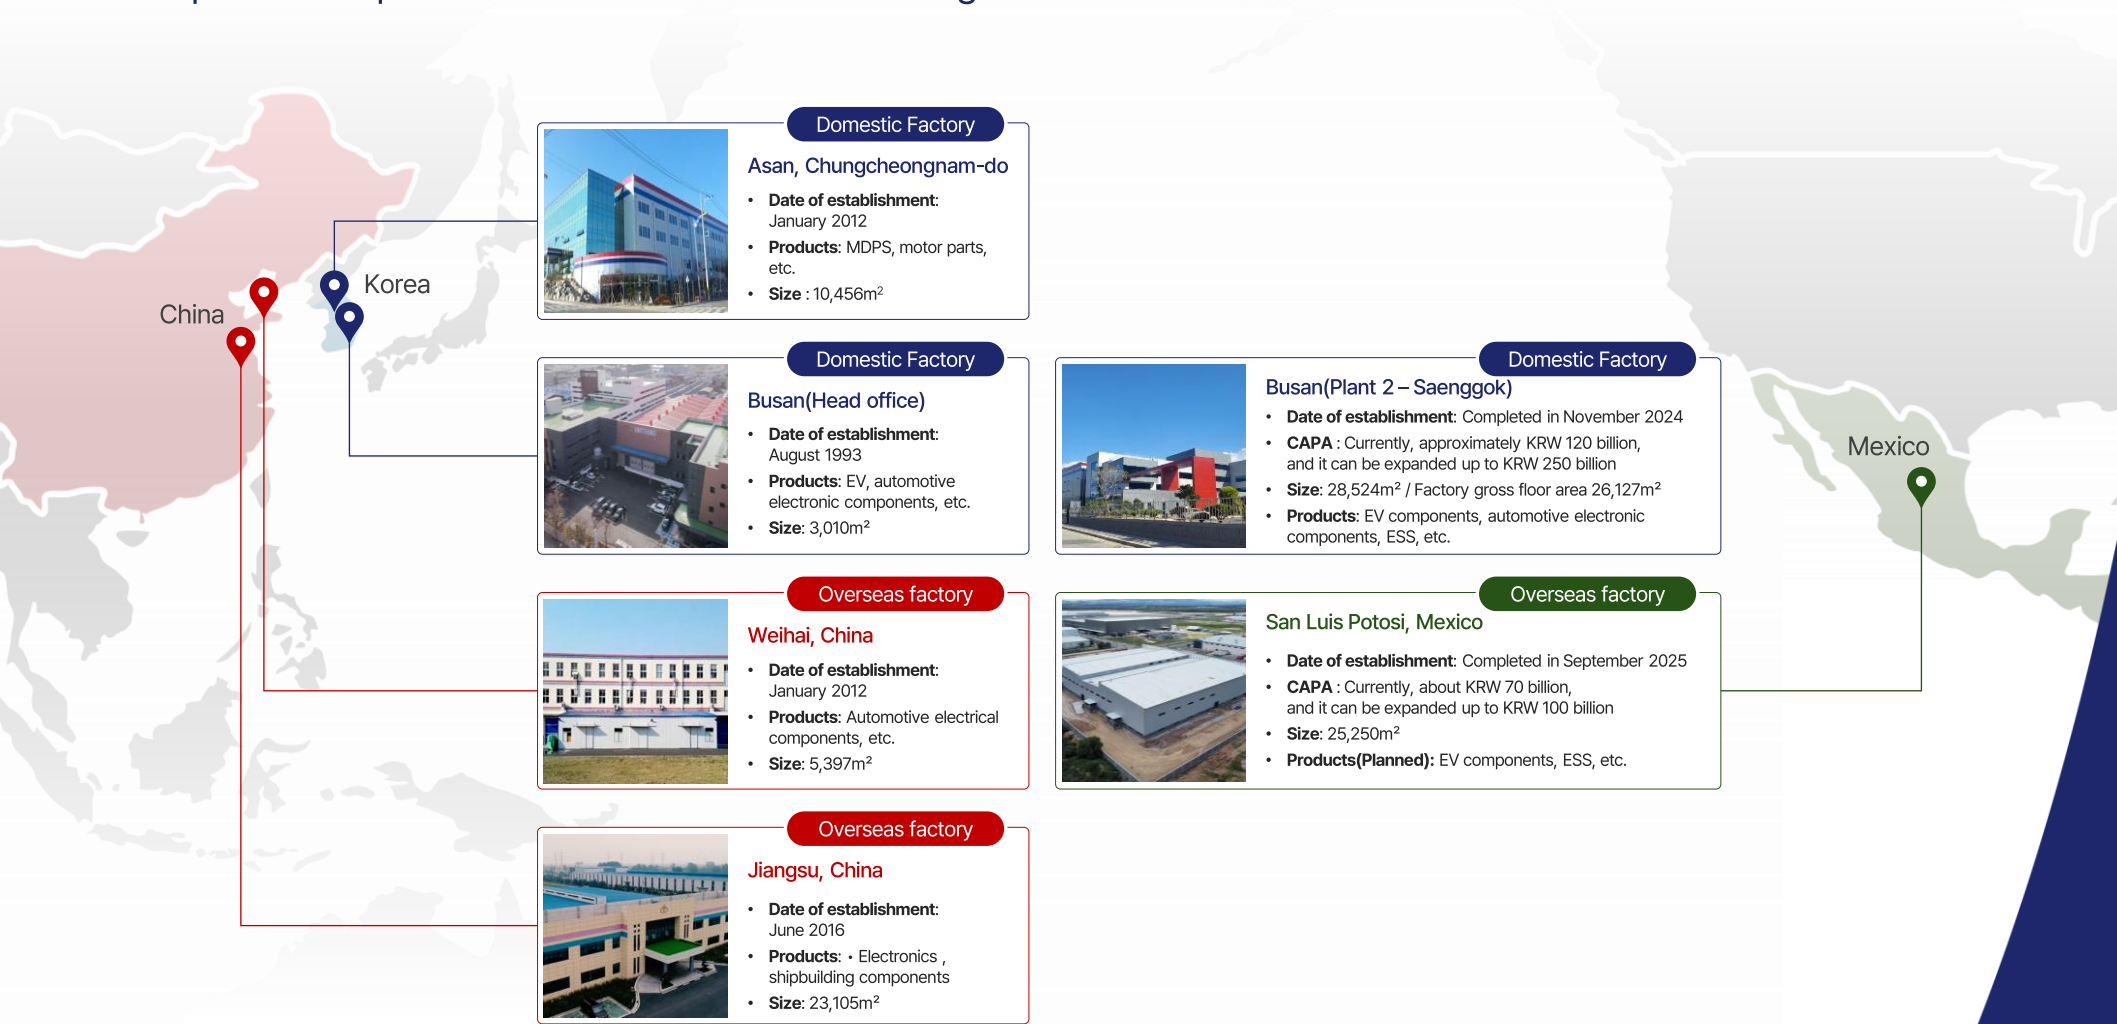 China
Korea
Domestic Factory
Asan, Chungcheongnam-do
• Date of establishment:
January 2012
• Products: MDPS, motor parts,
etc.
• Size : 10,456m²
Domestic Factory
Busan(Head office)
• Date of establishment:
August 1993
• Products: EV, automotive
electronic components, etc.
• Size: 3,010m²
Domestic Factory
Busan(Plant 2 – Saenggok)
• Date of establishment: Completed in November 2024
• CAPA : Currently, approximately KRW 120 billion,
and it can be expanded up to KRW 250 billion
• Size: 28,524m² / Factory gross floor area 26,127m²
• Products: EV components, automotive electronic
components, ESS, etc.
Mexico
Overseas factory
Weihai, China
• Date of establishment:
January 2012
• Products: Automotive electrical
components, etc.
• Size: 5,397m²
Overseas factory
San Luis Potosi, Mexico
• Date of establishment: Completed in September 2025
• CAPA : Currently, about KRW 70 billion,
and it can be expanded up to KRW 100 billion
• Size: 25,250m²
• Products(Planned): EV components, ESS, etc.
Overseas factory
Jiangsu, China
• Date of establishment:
June 2016
• Products: • Electronics ,
shipbuilding components
• Size: 23,105m²